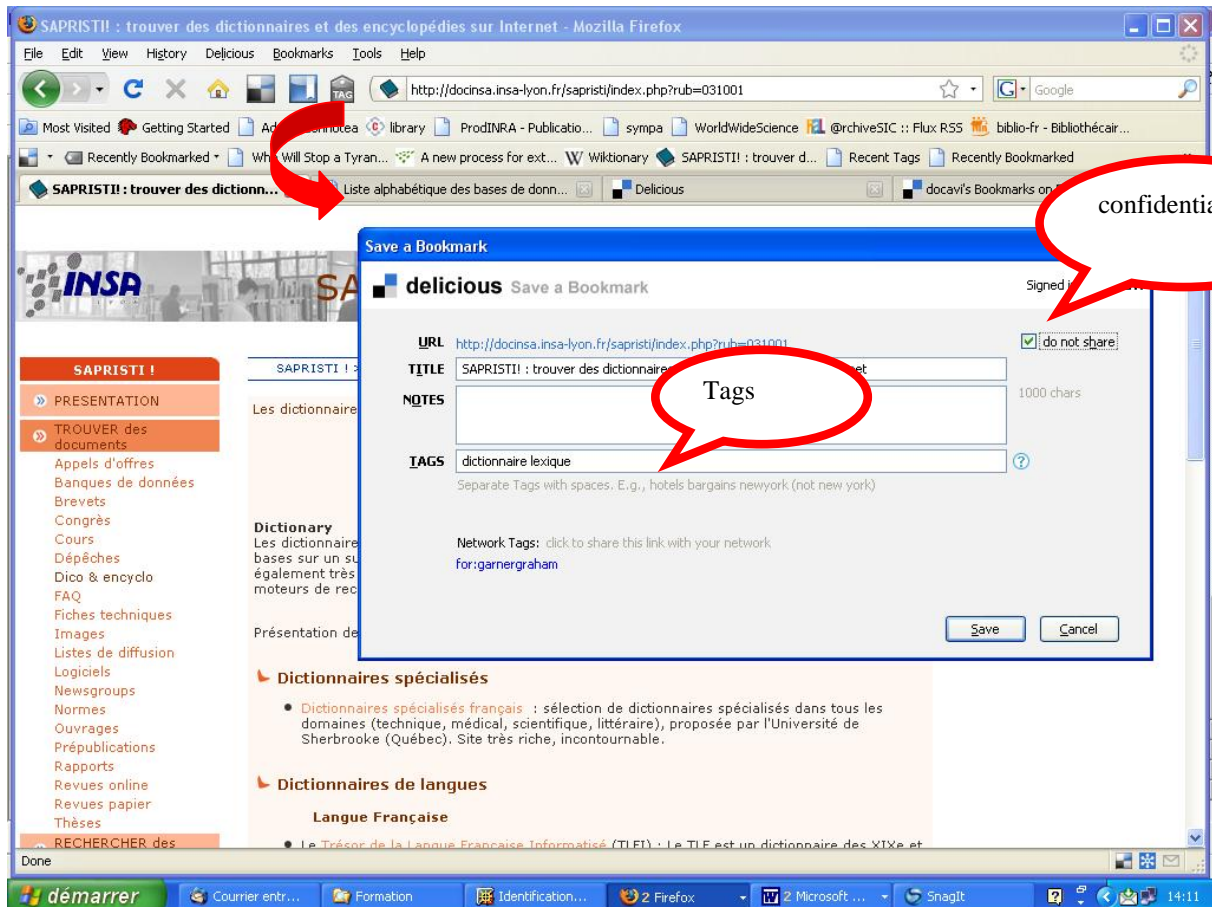 SAPRISTI! : trouver des dictionnaires et des encyclopédies sur Internet - Mozilla Firefox
File Edit View History Delicious Bookmarks Tools Help
TAG http://docinsa.insa-lyon.fr/sapristi/index.php?rub=031001 G Google
Most Visited Getting Started library ProdINRA - Publicatio... sympa WorldWideScience @rchiveSIC :: Flux RSS biblio-fr - Bibliothécair...
Recently Bookmarked Why Will Stop a Tyran... A new process for ext... W Wiktionary SAPRISTI! : trouver d... Recent Tags Recently Bookmarked
SAPRISTI! : trouver des dictionn... Liste alphabétique des bases de donn... Delicious docavi's Bookmarks on
confidentia
Save a Bookmark
INSA
SA
delicious Save a Bookmark
Signed
URL http://docinsa.insa-lyon.fr/sapristi/index.php?rub=031001
do not share
TITLE SAPRISTI! : trouver des dictionnaires
Tags
NOTES
1000 chars
TAGS dictionnaire lexique
?
Separate Tags with spaces. E.g., hotels bargains newyork (not new york)
Network Tags: click to share this link with your network
for:garnergraham
Save Cancel
SAPRISTI !
PRESENTATION
TROUVER des
documents
Appels d'offres
Banques de données
Brevets
Congrès
Cours
Dépêches
Dico & encyclo
FAQ
Fiches techniques
Images
Listes de diffusion
Logiciels
Newsgroups
Normes
Ouvrages
Prépublications
Rapports
Revues online
Revues papier
Thèses
RECHERCHER des
SAPRISTI ! >
Les dictionnaire
Dictionary
Les dictionnaire
bases sur un su
également très
moteurs de rec
Présentation de
Dictionnaires spécialisés
Dictionnaires spécialisés français : sélection de dictionnaires spécialisés dans tous les
domaines (technique, médical, scientifique, littéraire), proposée par l'Université de
Sherbrooke (Québec). Site très riche, incontournable.
Dictionnaires de langues
Langue Française
Le Trésor de la Langue Française Informatisé (TLFI) : Le TLF est un dictionnaire des XIXe et
Done
démarrer Courrier entr... Formation Identification... 2 Firefox 2 Microsoft ... SnagIt ? 14:11